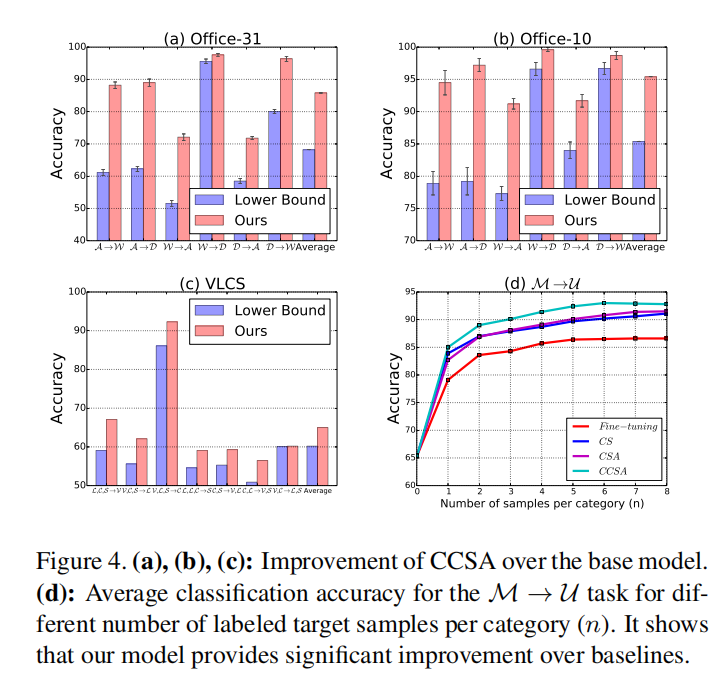 (a) Office-31
100
90
80
70
60
50
40
Accuracy
Lower Bound
Ours
𝒜→𝒲 𝒜→𝒟 𝒲→𝒜 𝒲→𝒟 𝒟→𝒜 𝒟→𝒲 Average
(b) Office-10
100
95
90
85
80
75
70
Accuracy
Lower Bound
Ours
𝒜→𝒲 𝒜→𝒟 𝒲→𝒜 𝒲→𝒟 𝒟→𝒜 𝒟→𝒲 Average
(c) VLCS
100
90
80
70
60
50
Accuracy
Lower Bound
Ours
Average
(d) ℳ→𝒰
95
90
85
80
75
70
65
60
Accuracy
Fine-tuning
CS
CSA
CCSA
0 1 2 3 4 5 6 7 8
Number of samples per category (n)
Figure 4. (a), (b), (c): Improvement of CCSA over the base model.
(d): Average classification accuracy for the ℳ → 𝒰 task for dif-
ferent number of labeled target samples per category (n). It shows
that our model provides significant improvement over baselines.